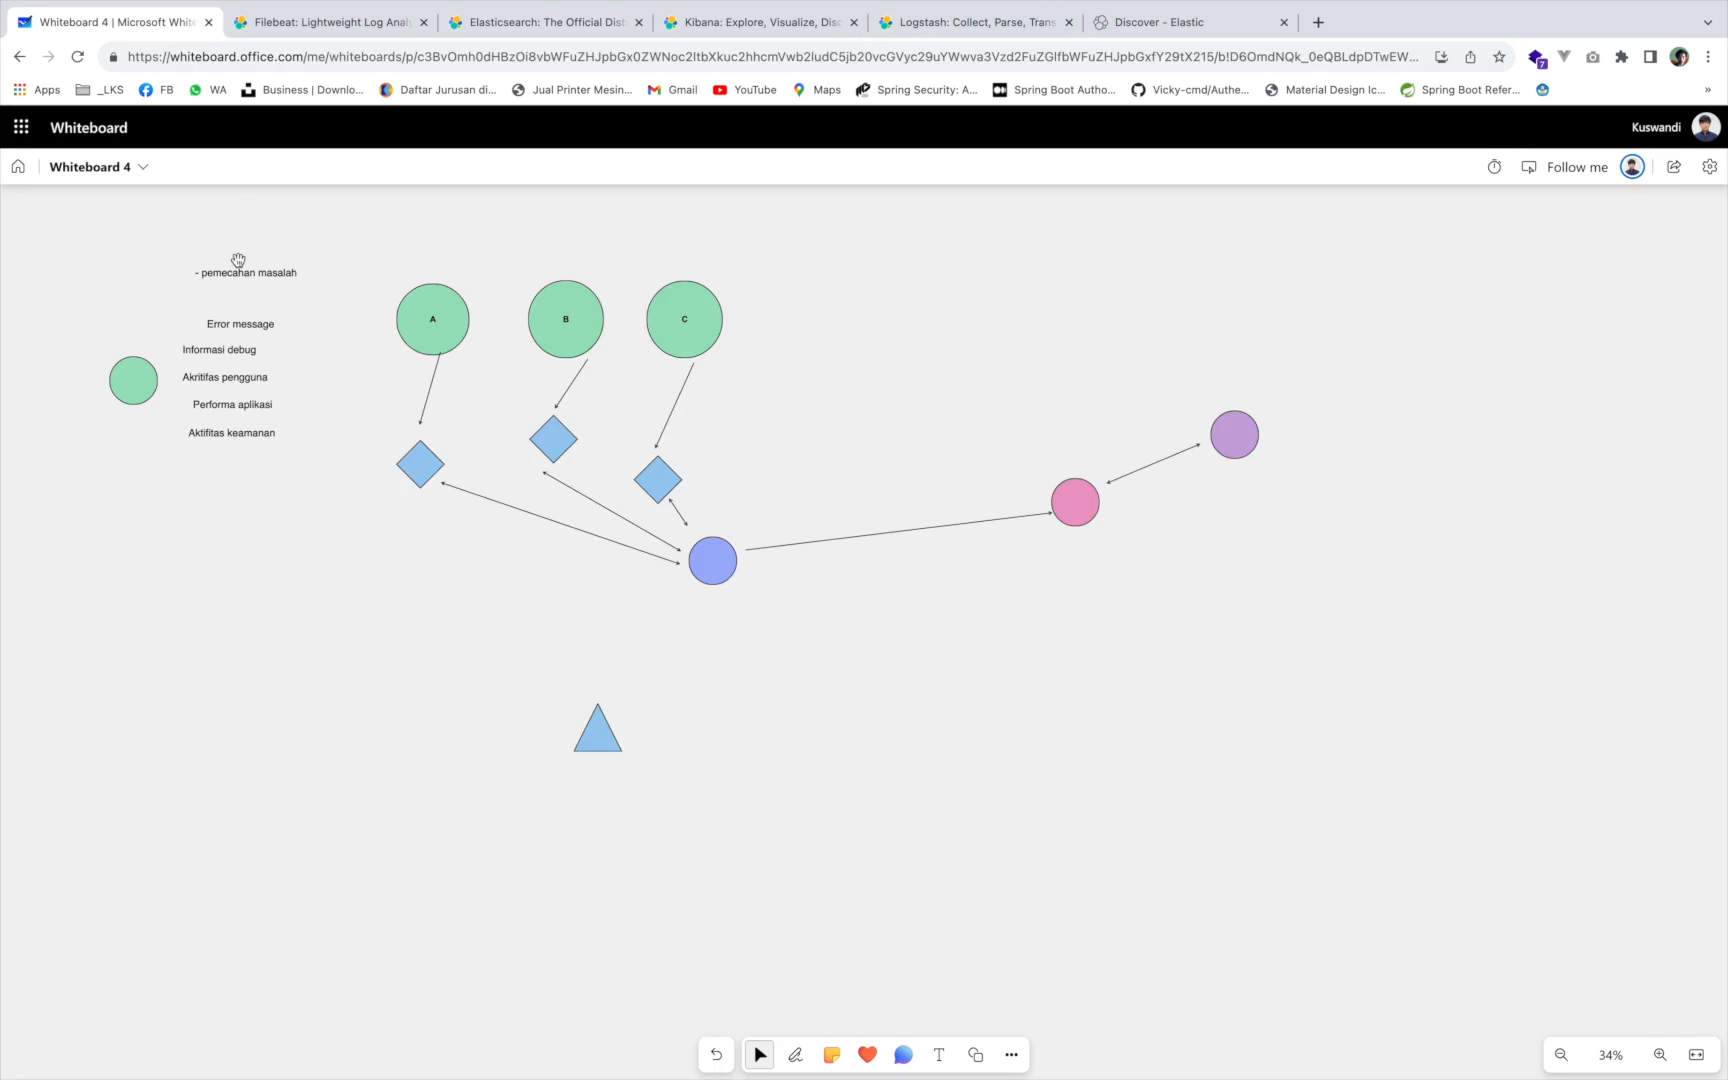 Whiteboard 4 | Microsoft White
Filebeat: Lightweight Log Analy
Elasticsearch: The Official Dist
Kibana: Explore, Visualize, Disc
Logstash: Collect, Parse, Trans
Discover - Elastic
https://whiteboard.office.com/me/whiteboards/p/
7
Apps
_LKS
FB
WA
Business | Downlo...
Daftar Jurusan di...
Jual Printer Mesin...
Gmail
YouTube
Maps
Spring Security: A...
Spring Boot Autho...
Vicky-cmd/Authe...
Material Design Ic...
Spring Boot Refer...
»
Whiteboard
Kuswandi
Whiteboard 4
Follow me
- pemecahan masalah
A
B
C
Error message
Informasi debug
Akritifas pengguna
Performa aplikasi
Aktifitas keamanan
34%